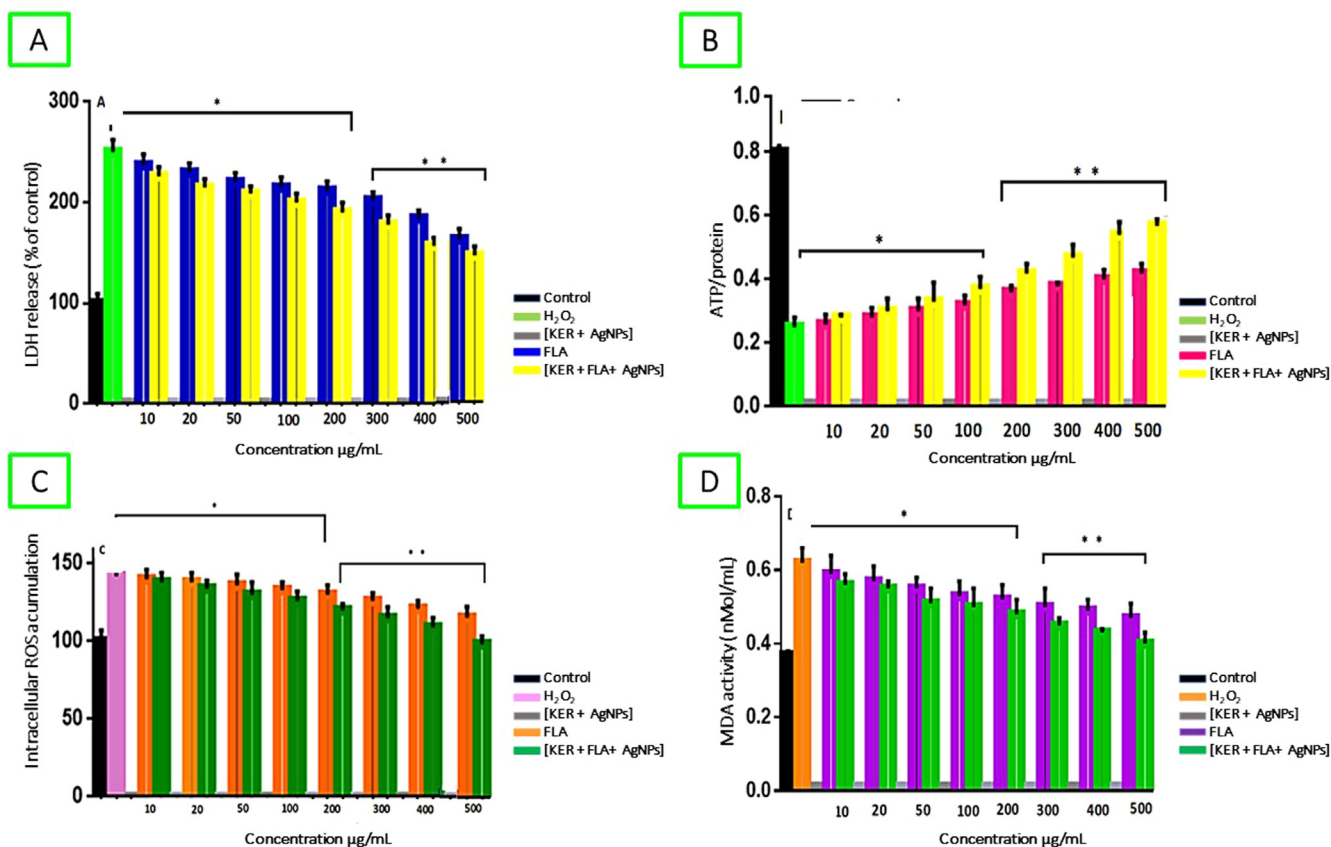 A
A
*
* *
300
200
100
0
LDH release (% of control)
10 20 50 100 200 300 400 500
Concentration µg/mL
Control
H₂O₂
[KER + AgNPs]
FLA
[KER + FLA+ AgNPs]
B
*
* *
1.0
0.8
0.6
0.4
0.2
0.0
ATP/protein
10 20 50 100 200 300 400 500
Concentration µg/mL
Control
H₂O₂
[KER + AgNPs]
FLA
[KER + FLA+ AgNPs]
C
C
*
* *
150
100
50
0
Intracellular ROS acumulation
10 20 50 100 200 300 400 500
Concentration µg/mL
Control
H₂O₂
[KER + AgNPs]
FLA
[KER + FLA+ AgNPs]
D
*
* *
0.8
0.6
0.4
0.2
0.0
MDA activity (nMol/mL)
10 20 50 100 200 300 400 500
Concentration µg/mL
Control
H₂O₂
[KER + AgNPs]
FLA
[KER + FLA+ AgNPs]